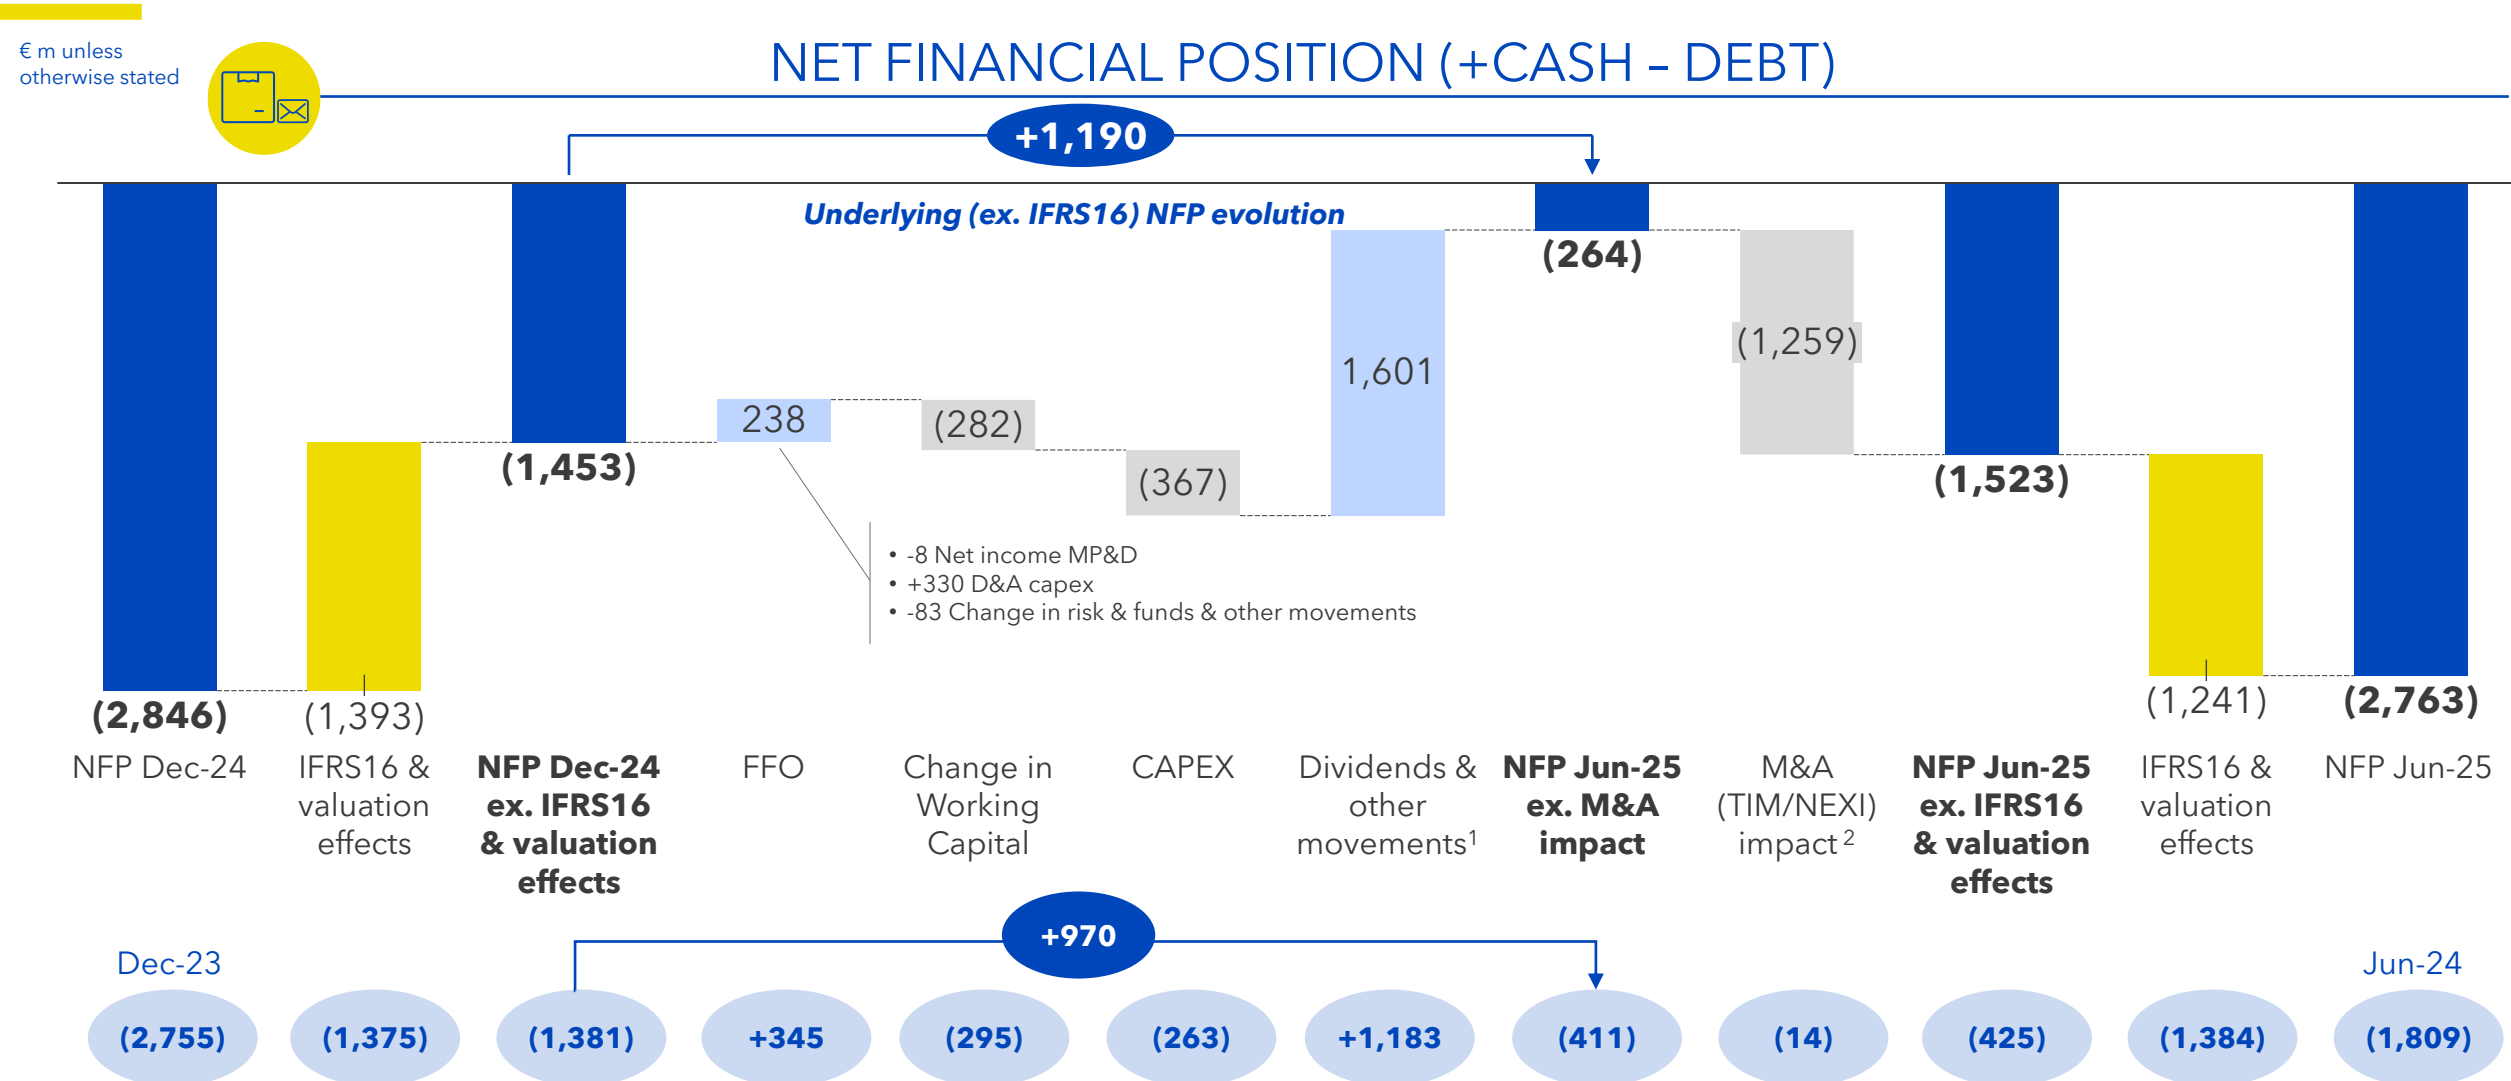 € m unless
otherwise stated
NET FINANCIAL POSITION (+CASH – DEBT)
+1,190
Underlying (ex. IFRS16) NFP evolution
(2,846)
(1,393)
(1,453)
238
(282)
(367)
1,601
(264)
(1,259)
(1,523)
(1,241)
(2,763)
• -8 Net income MP&D
• +330 D&A capex
• -83 Change in risk & funds & other movements
NFP Dec-24
IFRS16 &
valuation
effects
NFP Dec-24
ex. IFRS16
& valuation
effects
FFO
Change in
Working
Capital
CAPEX
Dividends &
other
movements¹
NFP Jun-25
ex. M&A
impact
M&A
(TIM/NEXI)
impact ²
NFP Jun-25
ex. IFRS16
& valuation
effects
IFRS16 &
valuation
effects
NFP Jun-25
+970
Dec-23
Jun-24
(2,755)
(1,375)
(1,381)
+345
(295)
(263)
+1,183
(411)
(14)
(425)
(1,384)
(1,809)